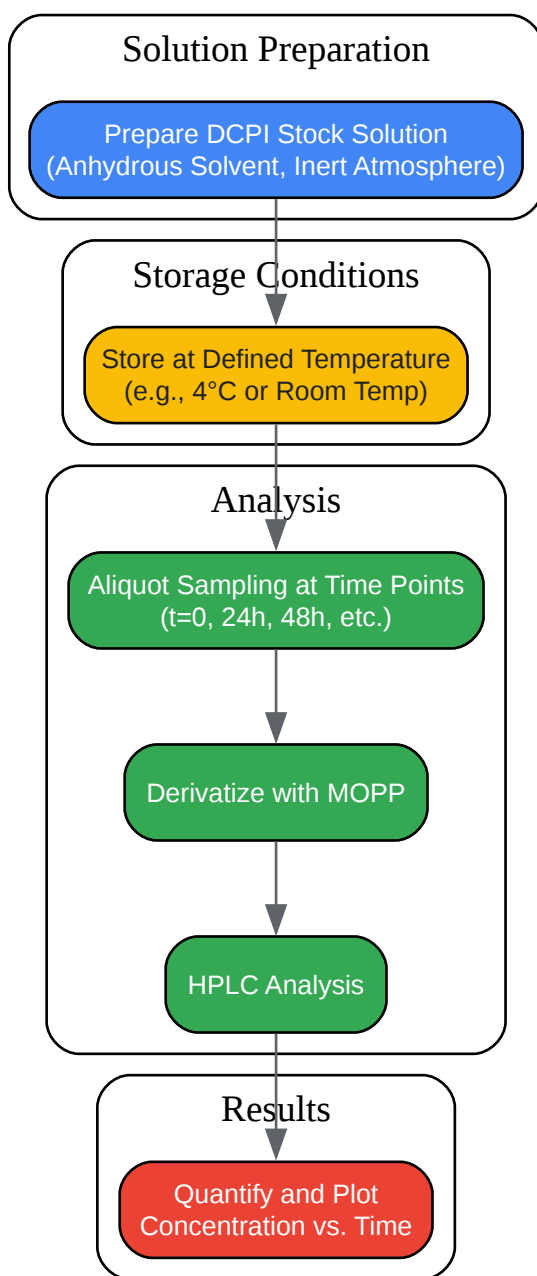 Solution Preparation
Prepare DCPI Stock Solution
(Anhydrous Solvent, Inert Atmosphere)
Storage Conditions
Store at Defined Temperature
(e.g., 4°C or Room Temp)
Analysis
Aliquot Sampling at Time Points
(t=0, 24h, 48h, etc.)
Derivatize with MOPP
HPLC Analysis
Results
Quantify and Plot
Concentration vs. Time